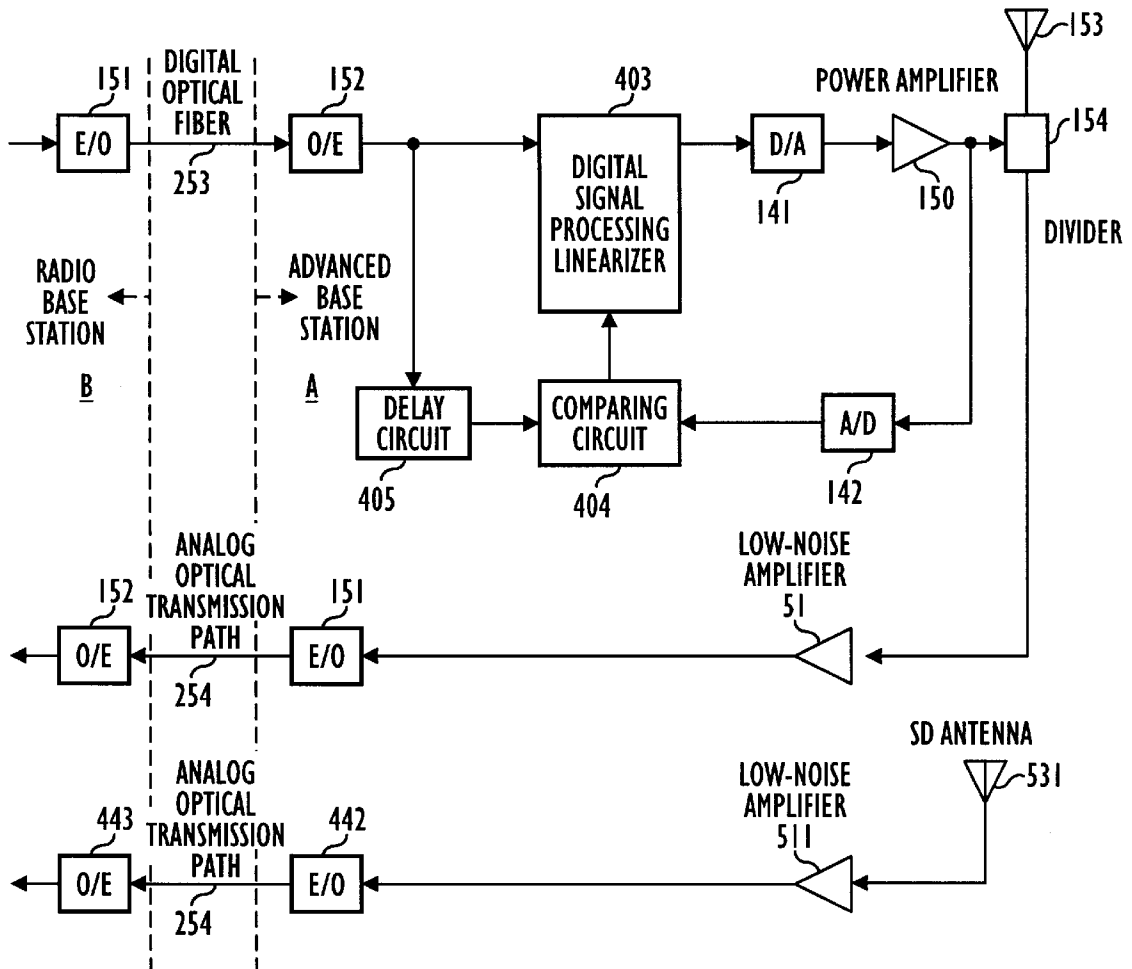 153
151
DIGITAL
OPTICAL
FIBER
152
403
POWER AMPLIFIER
154
E/O
O/E
D/A
253
141
150
DIGITAL
SIGNAL
PROCESSING
LINEARIZER
DIVIDER
RADIO
BASE
STATION
ADVANCED
BASE
STATION
B
A
DELAY
CIRCUIT
COMPARING
CIRCUIT
A/D
405
404
142
ANALOG
OPTICAL
TRANSMISSION
PATH
152
151
LOW-NOISE
AMPLIFIER
51
O/E
E/O
254
SD ANTENNA
531
ANALOG
OPTICAL
TRANSMISSION
PATH
443
442
LOW-NOISE
AMPLIFIER
511
O/E
E/O
254